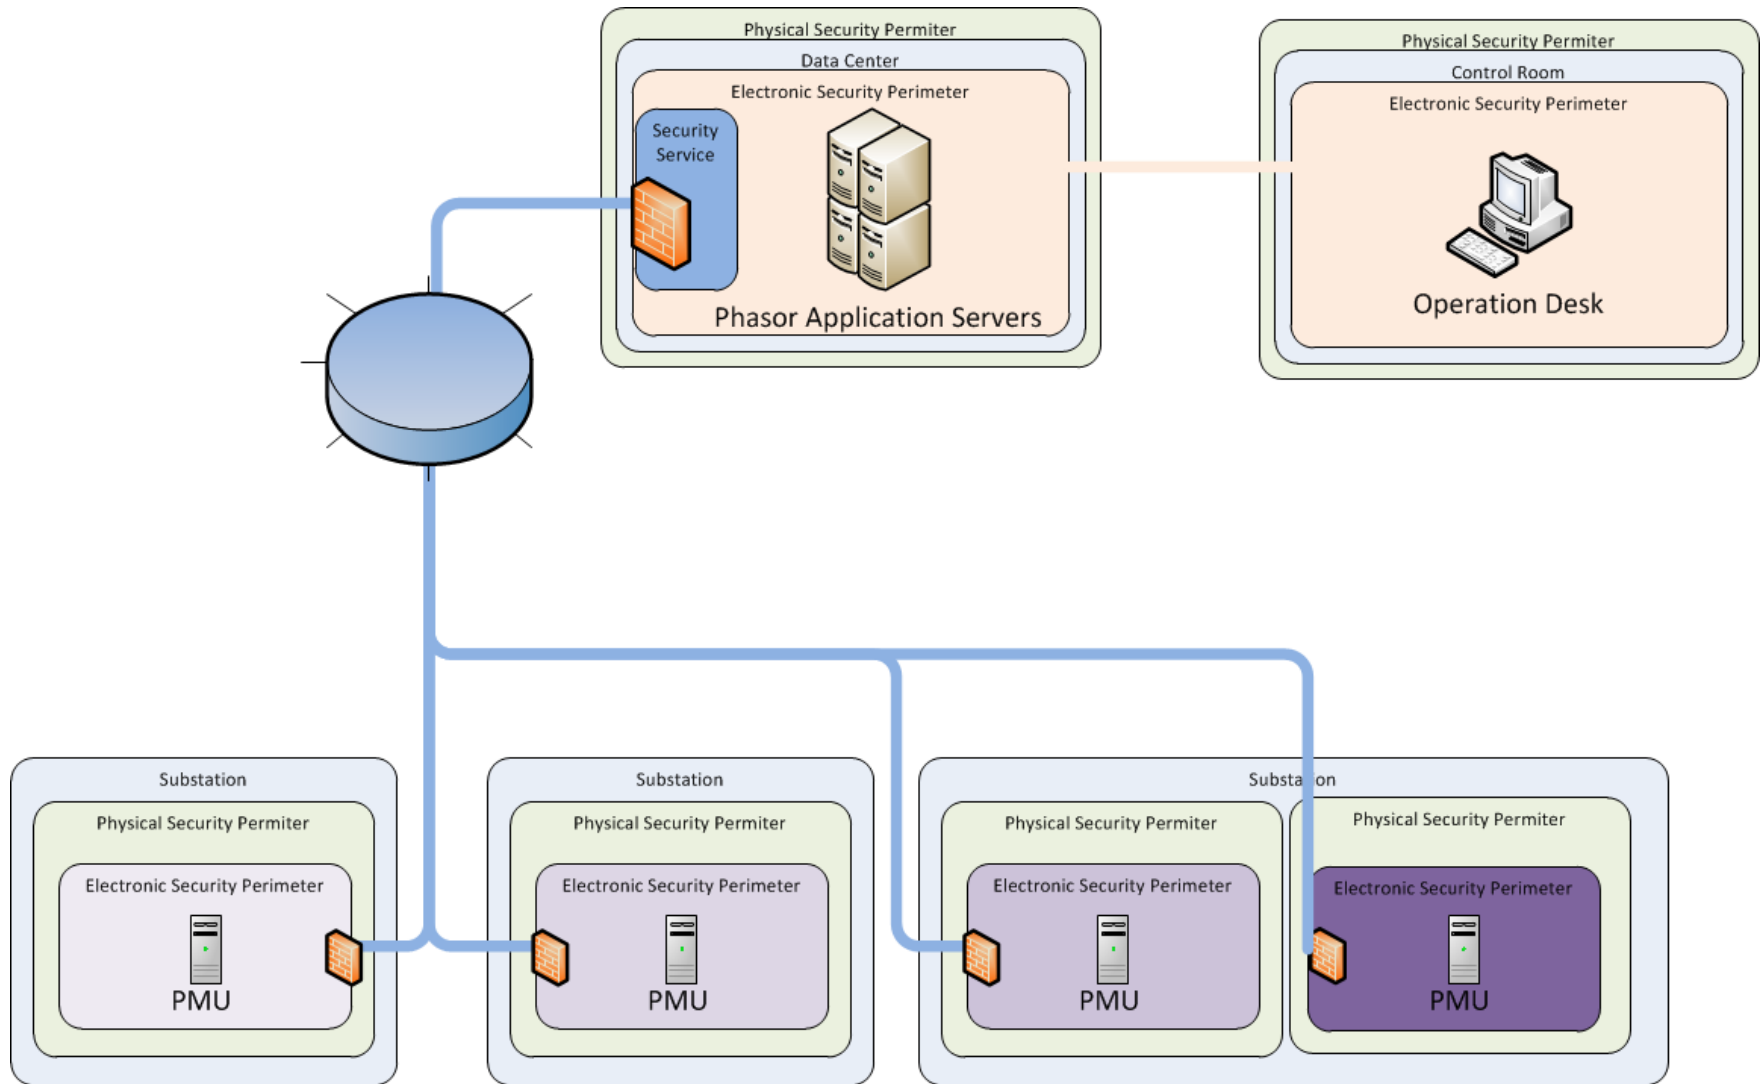 Physical Security Permiter
Data Center
Electronic Security Perimeter
Security
Service
Phasor Application Servers
Physical Security Permiter
Control Room
Electronic Security Perimeter
Operation Desk
Substation
Physical Security Permiter
Electronic Security Perimeter
PMU
Substation
Physical Security Permiter
Electronic Security Perimeter
PMU
Substation
Physical Security Permiter
Electronic Security Perimeter
PMU
Physical Security Permiter
Electronic Security Perimeter
PMU